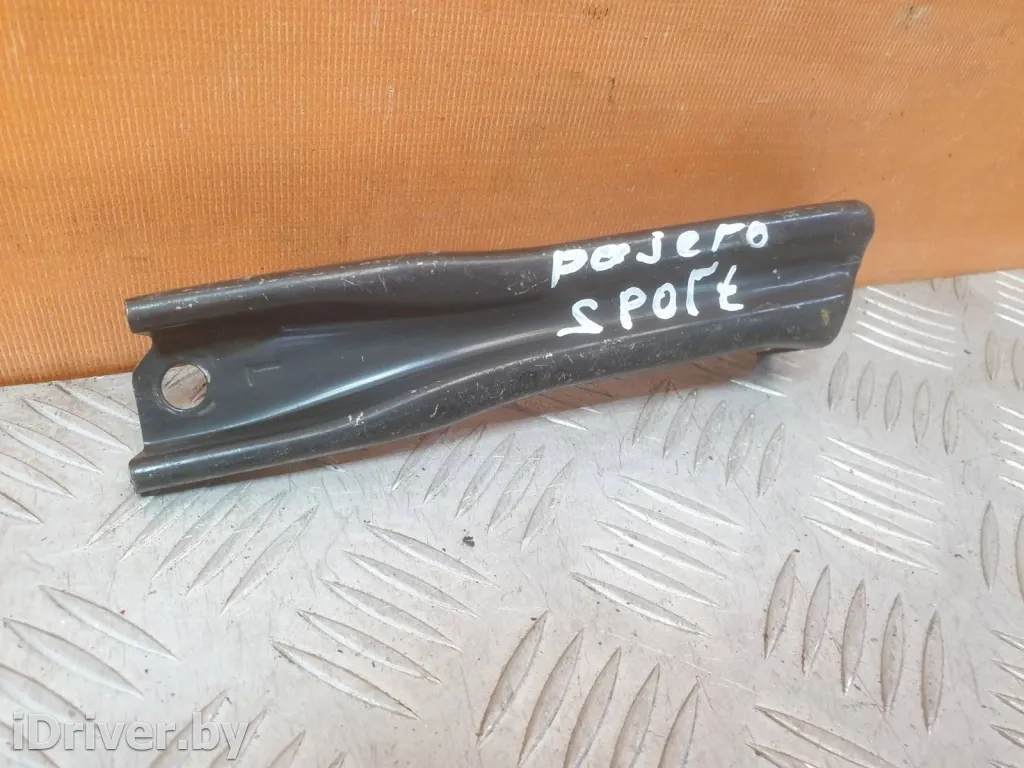 pajero
sport
L
iDriver.by